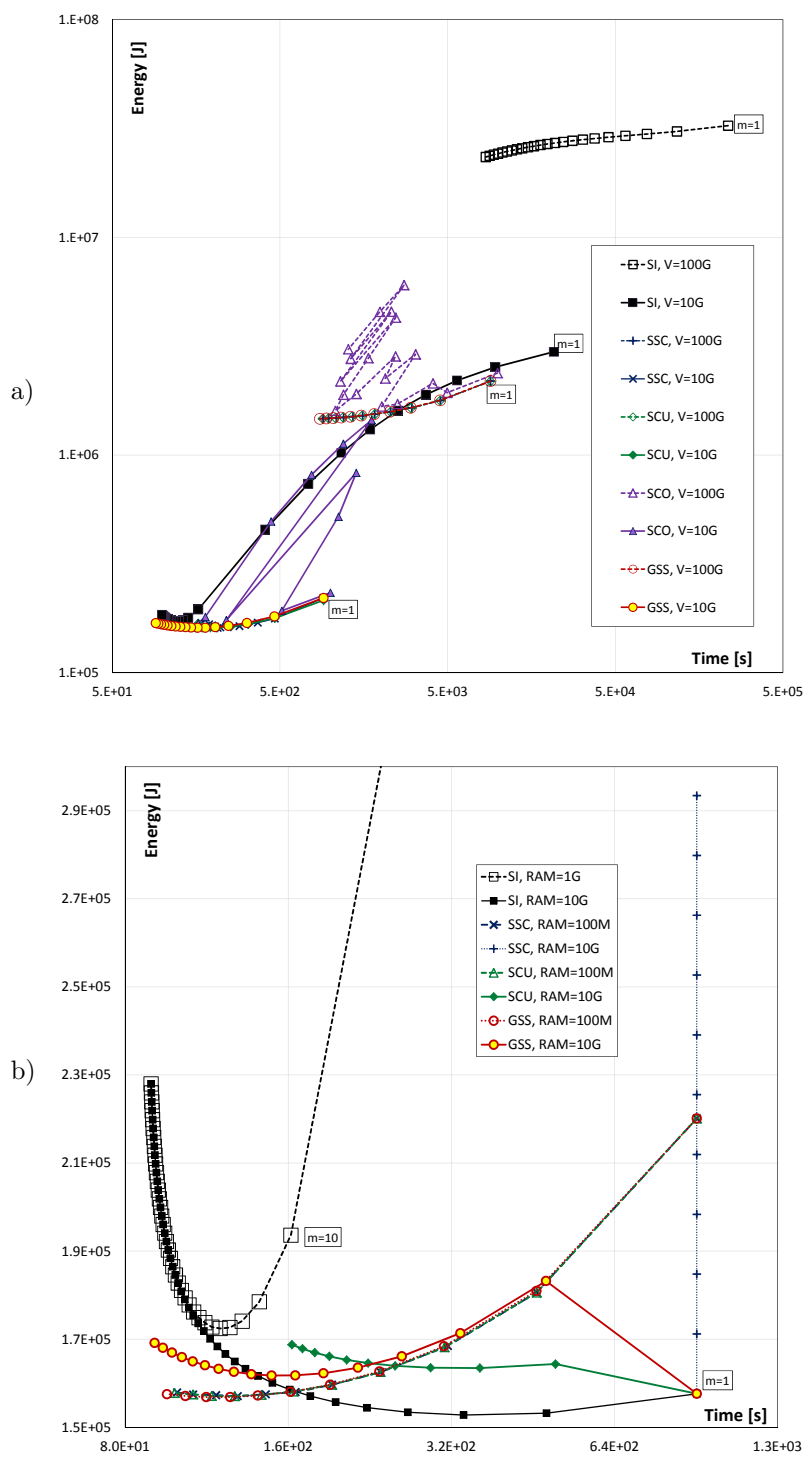 a)
Energy [J]
1.E+08
1.E+07
1.E+06
1.E+05
m=1
m=1
m=1
m=1
SI, V=100G
SI, V=10G
SSC, V=100G
SSC, V=10G
SCU, V=100G
SCU, V=10G
SCO, V=100G
SCO, V=10G
GSS, V=100G
GSS, V=10G
Time [s]
5.E+01
5.E+02
5.E+03
5.E+04
5.E+05
b)
Energy [J]
2.9E+05
2.7E+05
2.5E+05
2.3E+05
2.1E+05
1.9E+05
1.7E+05
1.5E+05
SI, RAM=1G
SI, RAM=10G
SSC, RAM=100M
SSC, RAM=10G
SCU, RAM=100M
SCU, RAM=10G
GSS, RAM=100M
GSS, RAM=10G
m=10
m=1
Time [s]
8.0E+01
1.6E+02
3.2E+02
6.4E+02
1.3E+03